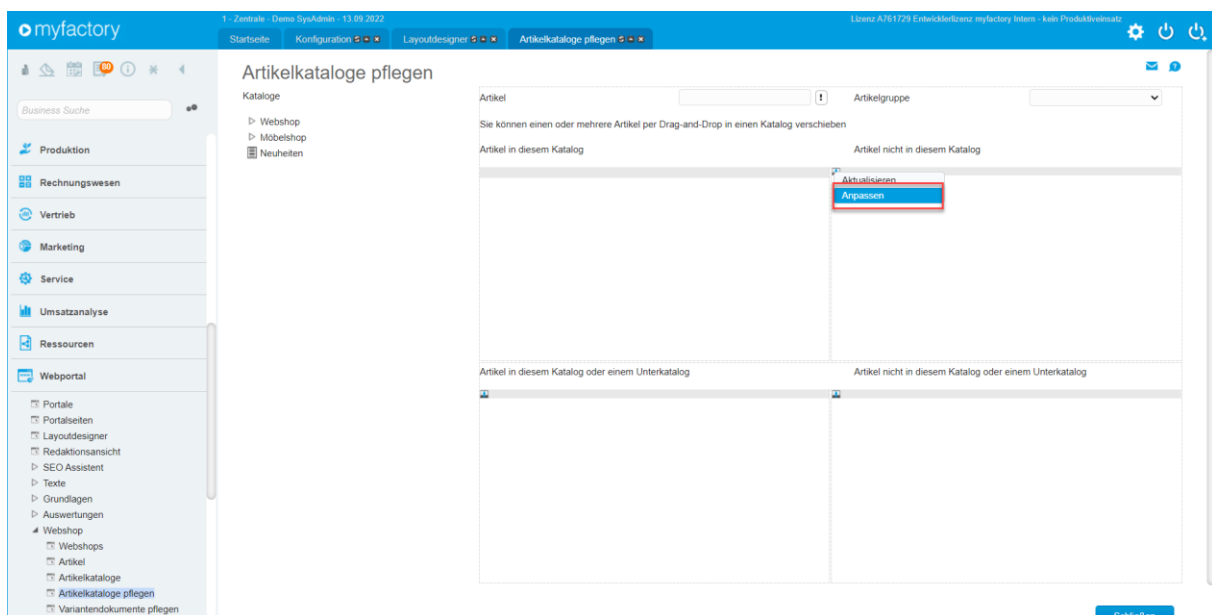 myfactory
1 - Zentrale - Demo SysAdmin - 13.09.2022
Lizenz A761729 Entwicklerlizenz myfactory Intern - kein Produktiveinsatz
Startseite Konfiguration Layoutdesigner Artikelkataloge pflegen
80
Business Suche
Produktion
Rechnungswesen
Vertrieb
Marketing
Service
Umsatzanalyse
Ressourcen
Webportal
Portale
Portalseiten
Layoutdesigner
Redaktionsansicht
SEO Assistent
Texte
Grundlagen
Auswertungen
Webshop
Webshops
Artikel
Artikelkataloge
Artikelkataloge pflegen
Variantendokumente pflegen
Artikelkataloge pflegen
Kataloge
Webshop
Möbelshop
Neuheiten
Artikel ! Artikelgruppe
Sie können einen oder mehrere Artikel per Drag-and-Drop in einen Katalog verschieben
Artikel in diesem Katalog Artikel nicht in diesem Katalog
Aktualisieren
Anpassen
Artikel in diesem Katalog oder einem Unterkatalog Artikel nicht in diesem Katalog oder einem Unterkatalog
Schließen